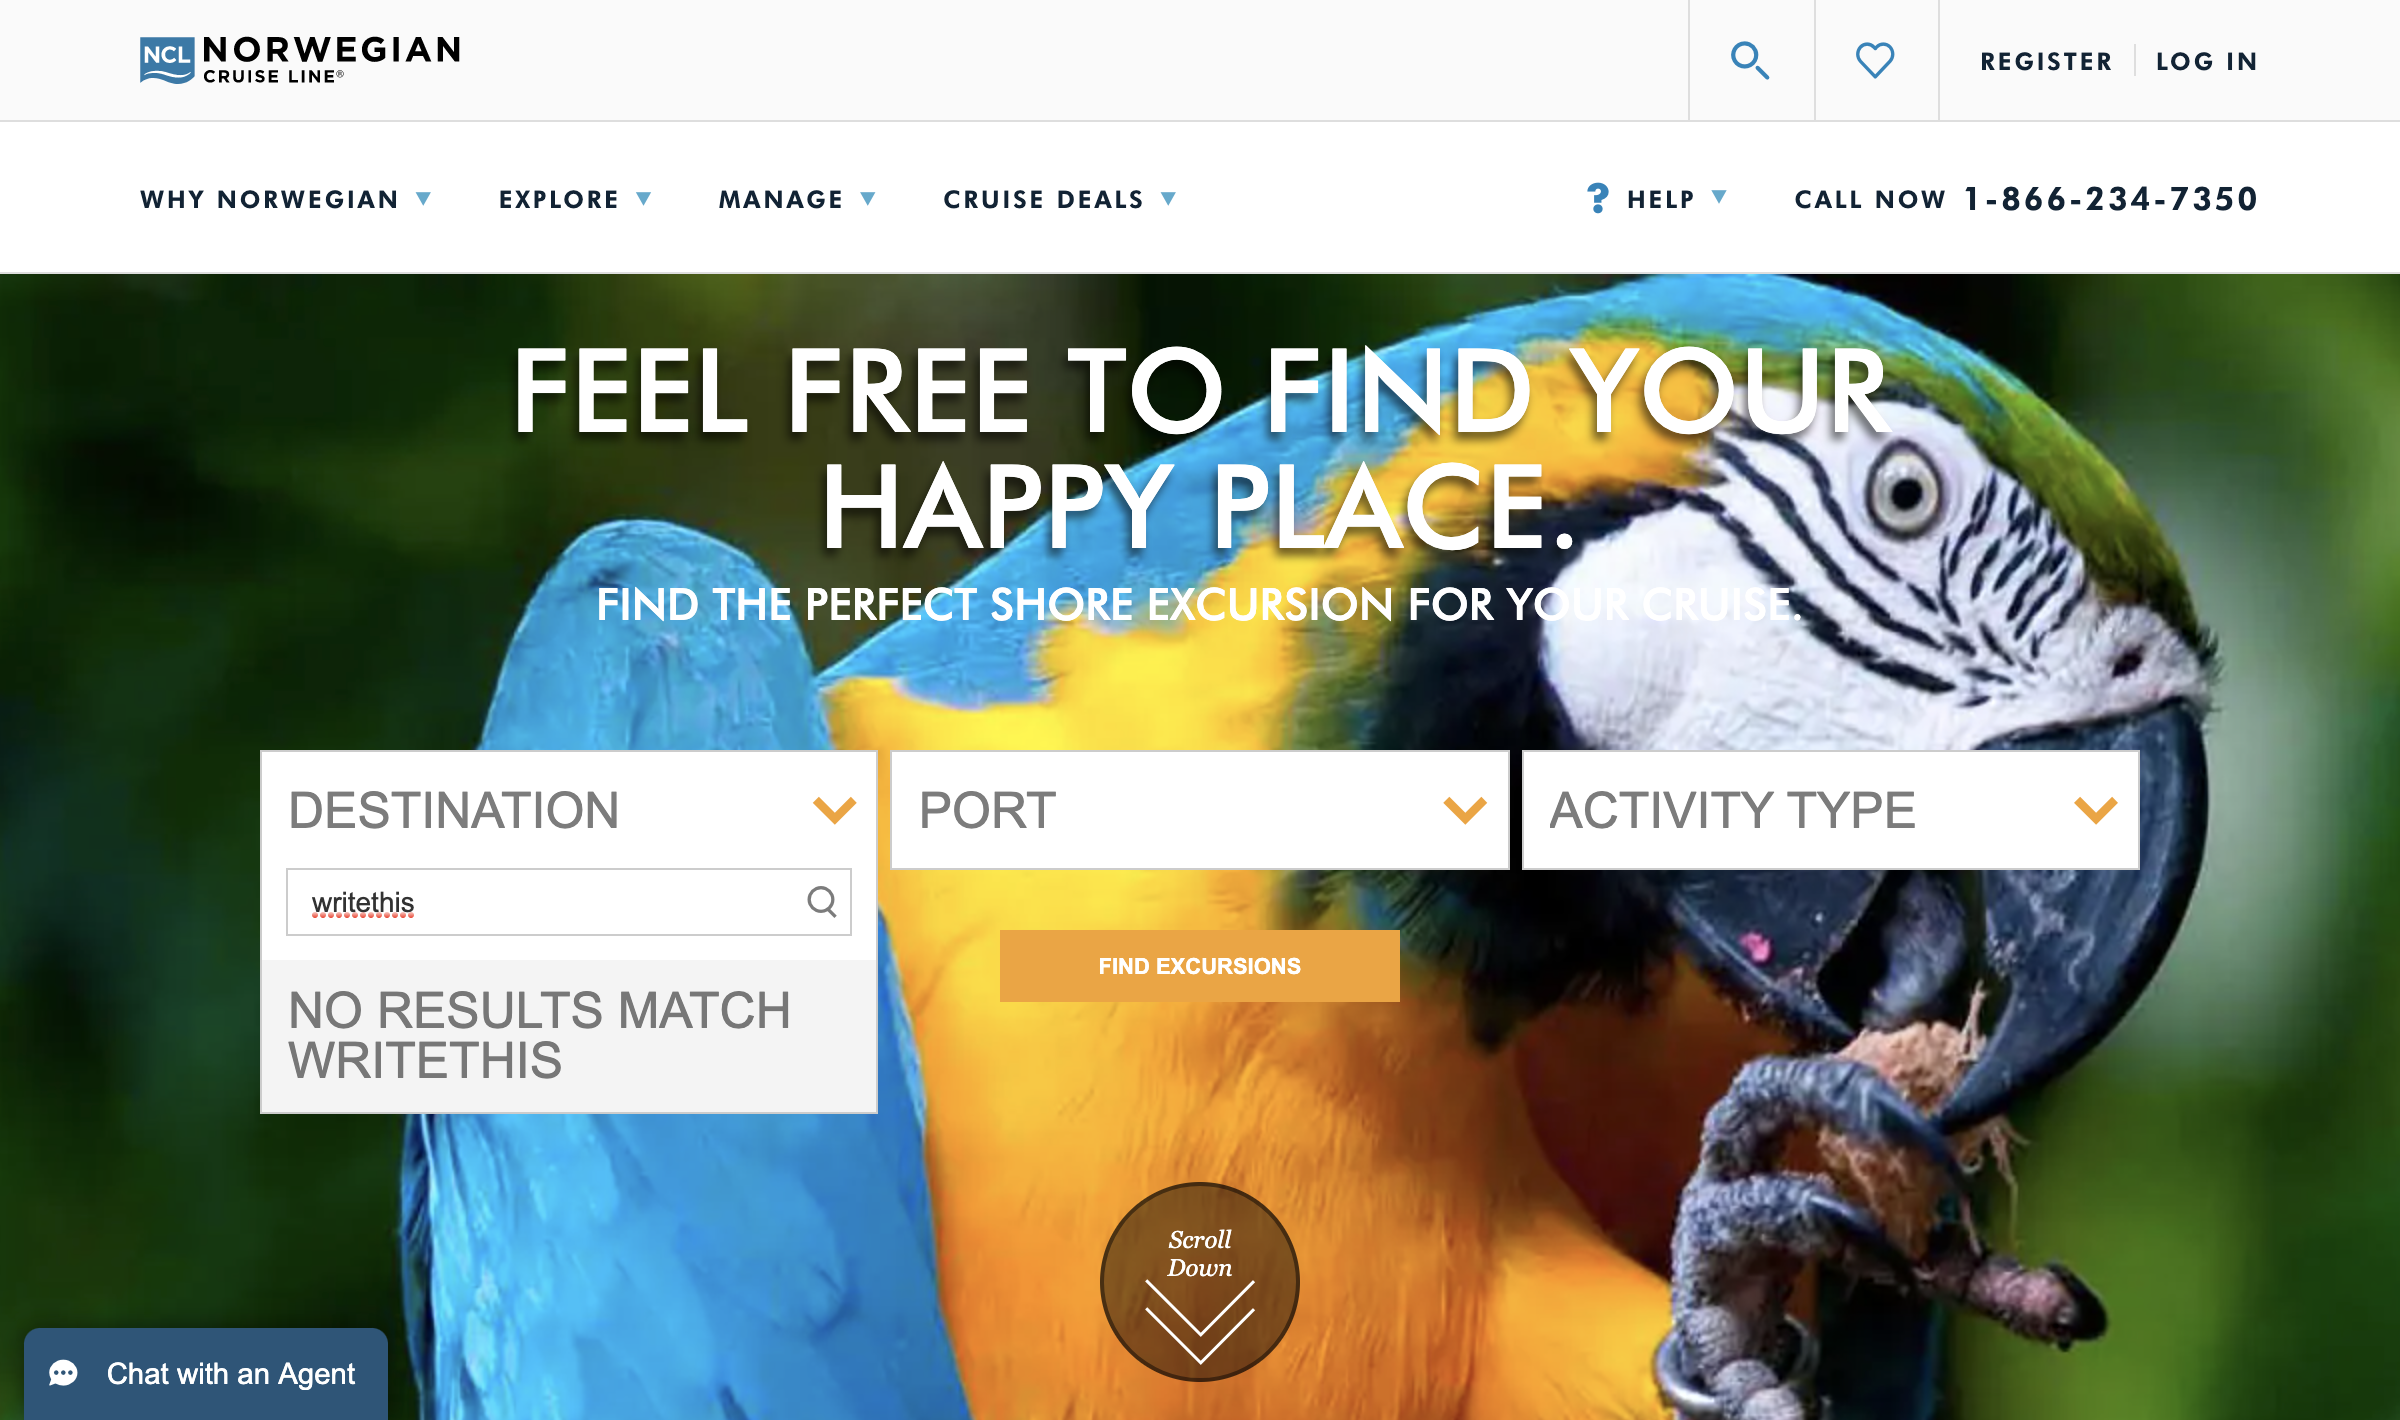 NCL NORWEGIAN
CRUISE LINE®
REGISTER
LOG IN
WHY NORWEGIAN
EXPLORE
MANAGE
CRUISE DEALS
? HELP
CALL NOW 1-866-234-7350
FEEL FREE TO FIND YOUR
HAPPY PLACE.
FIND THE PERFECT SHORE EXCURSION FOR YOUR CRUISE.
DESTINATION
PORT
ACTIVITY TYPE
writethis
FIND EXCURSIONS
NO RESULTS MATCH
WRITETHIS
Scroll
Down
Chat with an Agent